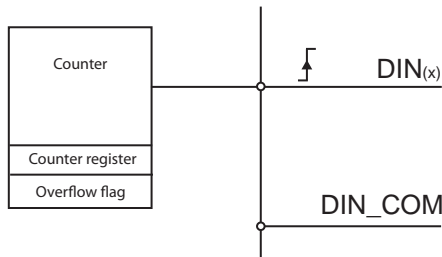 Counter
DIN(x)
Counter register
Overflow flag
DIN_COM